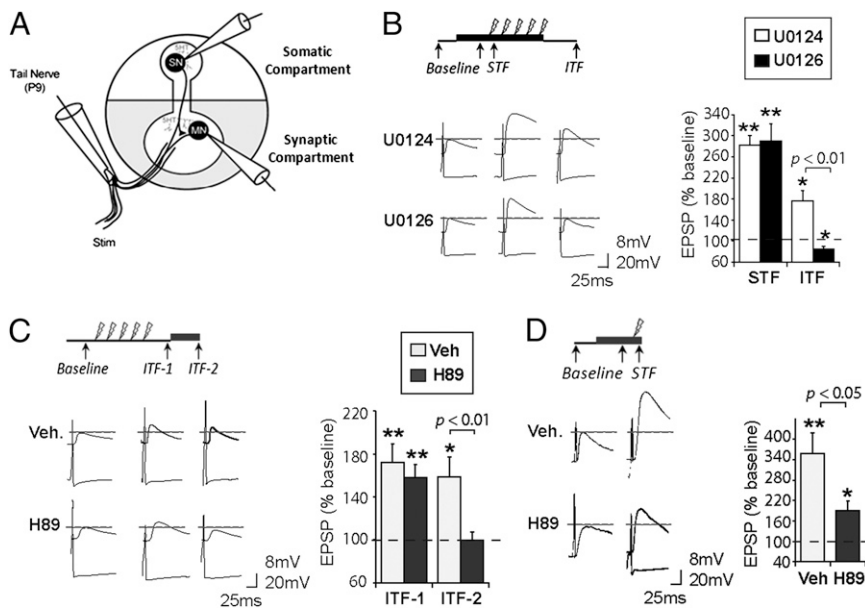 A
Tail Nerve
(P9)
5HT
SN
Somatic
Compartment
5HT
MN
Synaptic
Compartment
Stim
B
Baseline STF ITF
U0124
U0126
8mV
20mV
25ms
U0124
U0126
EPSP (% baseline)
340
300
260
220
180
140
100
60
** **
*
p < 0.01
*
STF ITF
C
Baseline ITF-1 ITF-2
Veh.
H89
8mV
20mV
25ms
Veh
H89
EPSP (% baseline)
220
180
140
100
60
** **
*
p < 0.01
ITF-1 ITF-2
D
Baseline STF
Veh.
H89
8mV
20mV
25ms
EPSP (% baseline)
460
400
340
280
220
160
100
40
p < 0.05
**
*
Veh H89